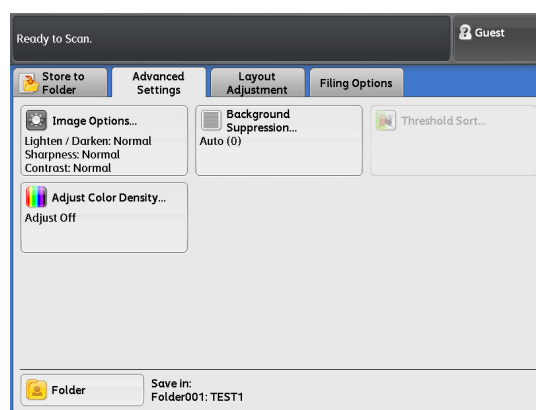 Ready to Scan.
Guest
Store to
Folder
Advanced
Settings
Layout
Adjustment
Filing Options
Image Options...
Lighten / Darken: Normal
Sharpness: Normal
Contrast: Normal
Background
Suppression...
Auto (0)
Threshold Sort...
Adjust Color Density...
Adjust Off
Folder
Save in:
Folder001: TEST1